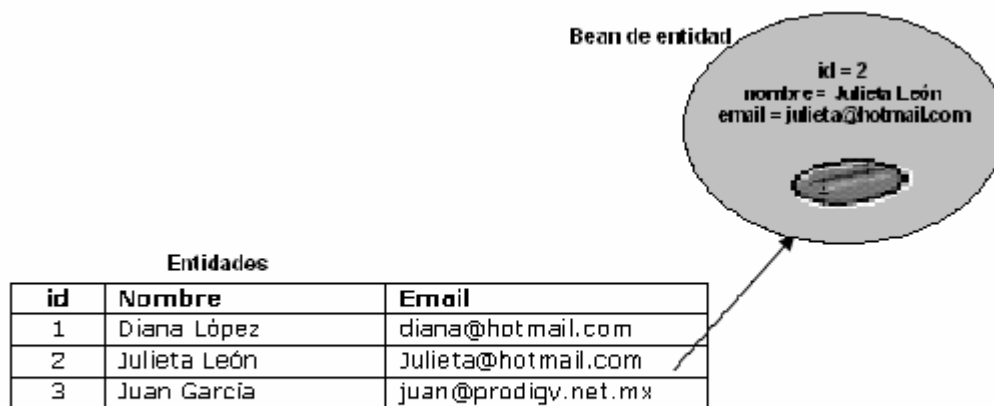 Bean de entidad
id = 2
nombre = Julieta León
email = julieta@hotmail.com
Entidades
id Nombre Email
1 Diana López diana@hotmail.com
2 Julieta León Julieta@hotmail.com
3 Juan García juan@prodigy.net.mx